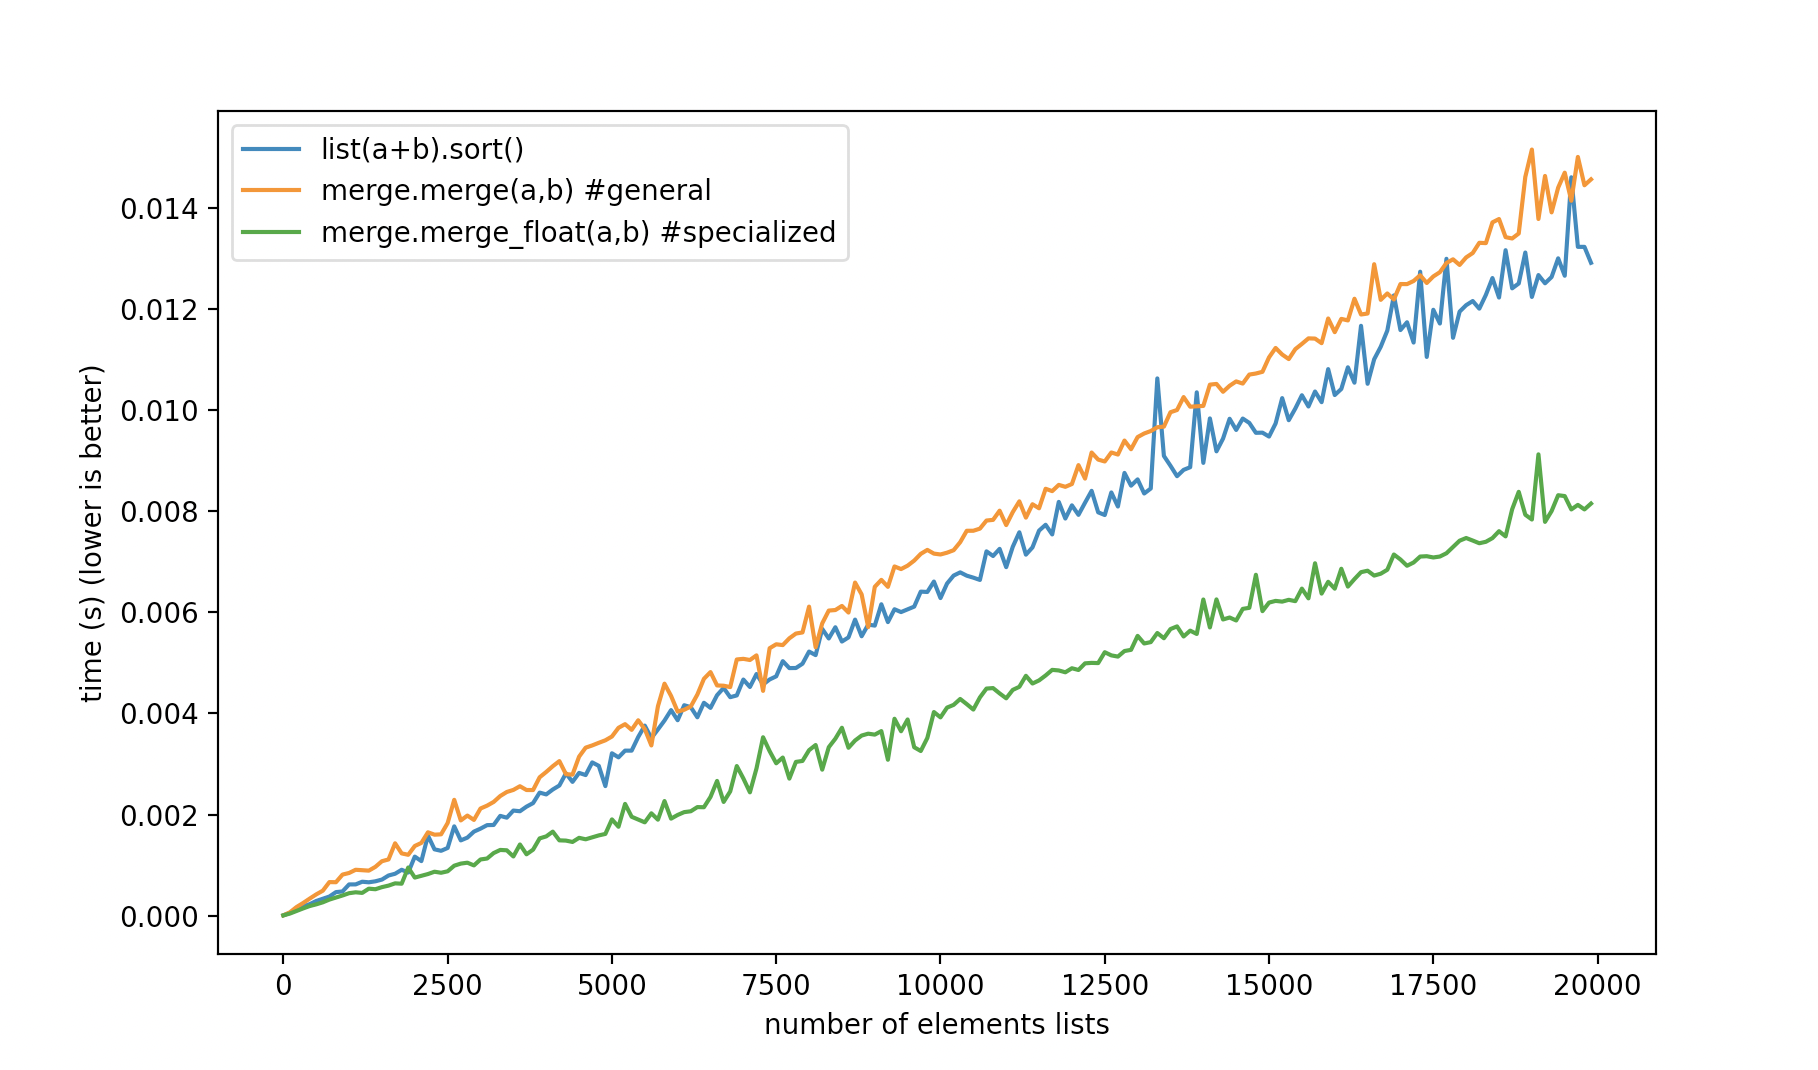 list(a+b).sort()
merge.merge(a,b) #general
merge.merge_float(a,b) #specialized
0.014
0.012
0.010
0.008
0.006
0.004
0.002
0.000
time (s) (lower is better)
0 2500 5000 7500 10000 12500 15000 17500 20000
number of elements lists